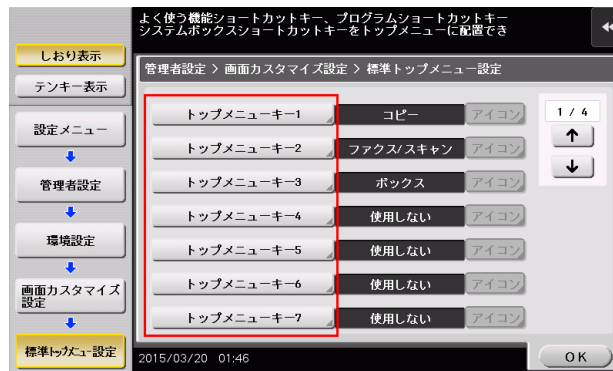 よく使う機能ショートカットキー、プログラムショートカットキー
システムボックスショートカットキーをトップメニューに配置でき
しおり表示
テンキー表示
設定メニュー
管理者設定
環境設定
画面カスタマイズ
設定
標準トップメニュー設定
管理者設定 > 画面カスタマイズ設定 > 標準トップメニュー設定
トップメニューキー1 コピー アイコン
トップメニューキー2 ファクス/スキャン アイコン
トップメニューキー3 ボックス アイコン
トップメニューキー4 使用しない アイコン
トップメニューキー5 使用しない アイコン
トップメニューキー6 使用しない アイコン
トップメニューキー7 使用しない アイコン
1 / 4
↑
↓
2015/03/20 01:46
OK